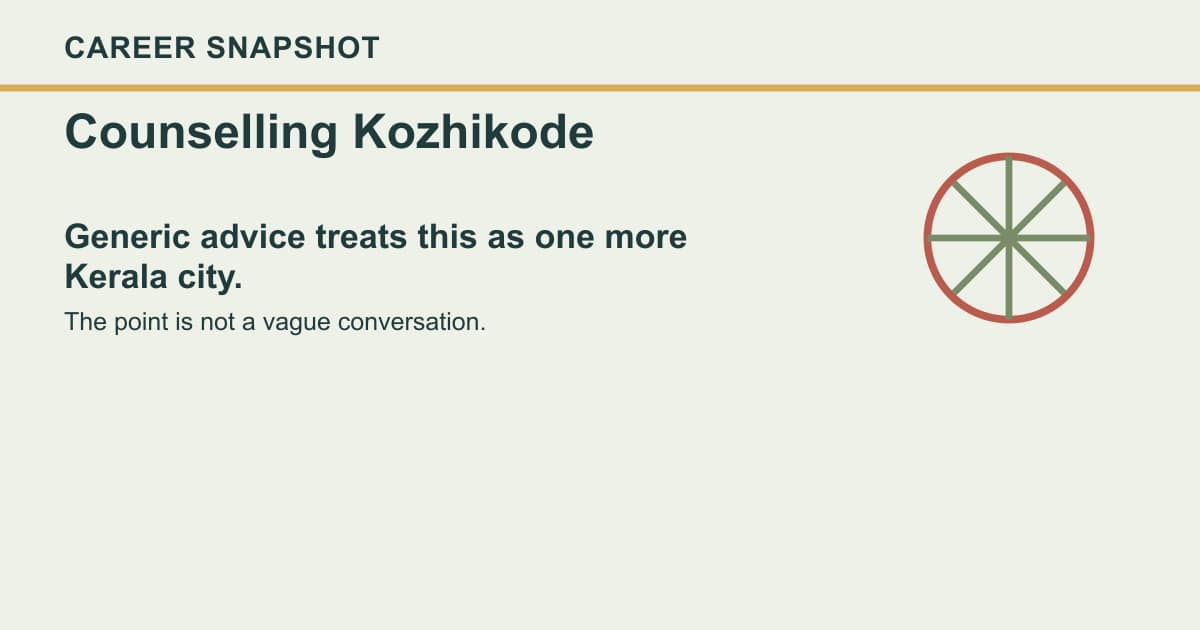 CAREER SNAPSHOT
Counselling Kozhikode
Generic advice treats this as one more
Kerala city.
The point is not a vague conversation.